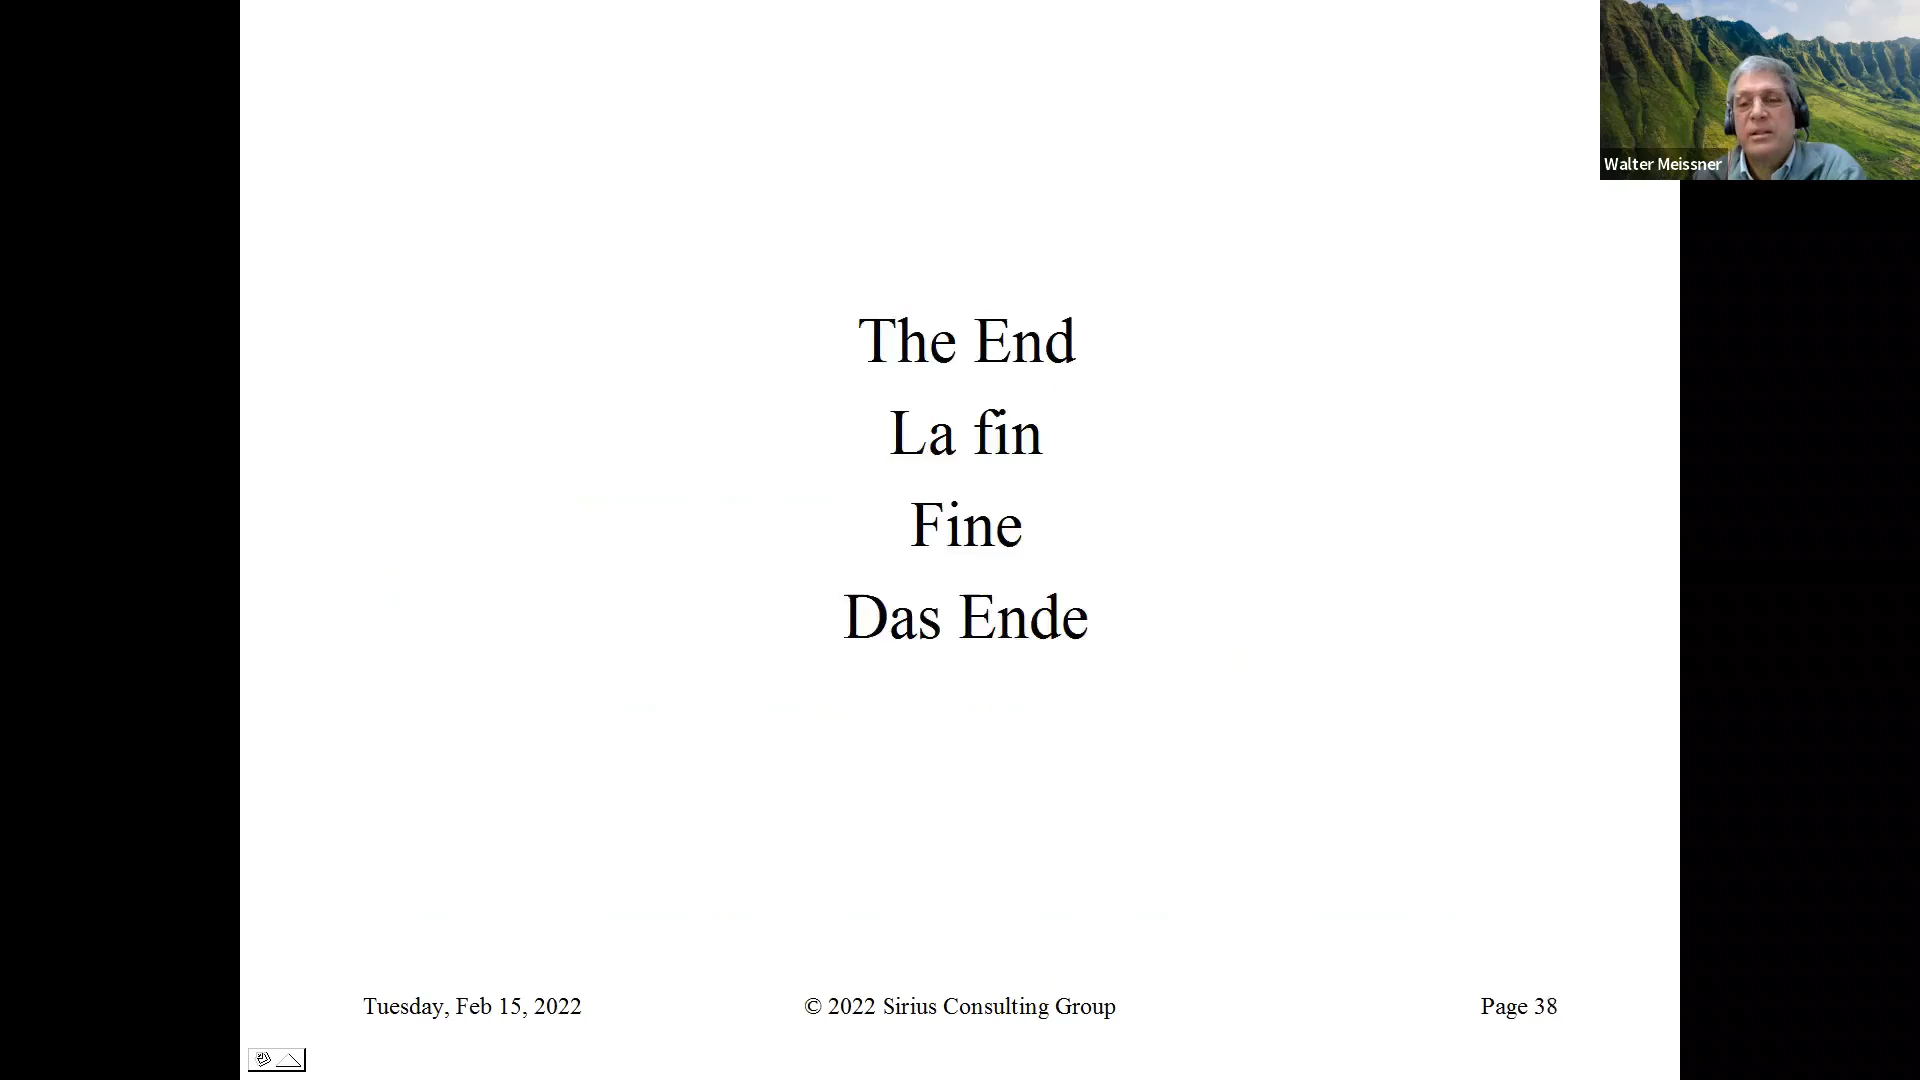 Walter Meissner
The End
La fin
Fine
Das Ende
Tuesday, Feb 15, 2022
© 2022 Sirius Consulting Group
Page 38